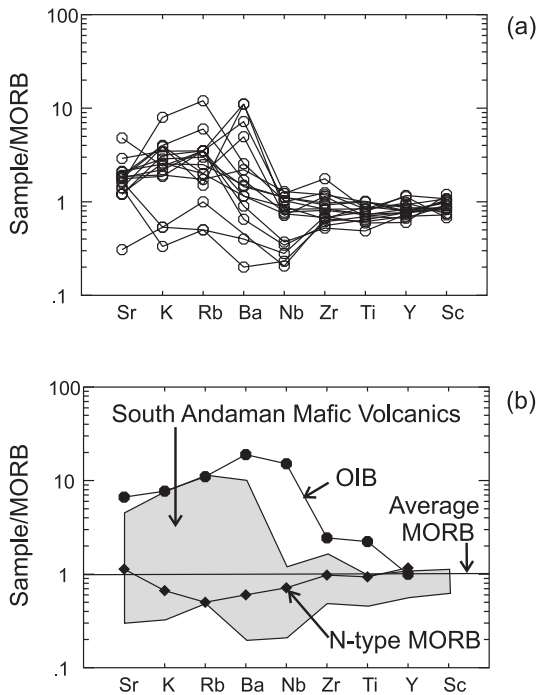 (a)
100
10
1
.1
Sample/MORB
Sr K Rb Ba Nb Zr Ti Y Sc
(b)
100
10
1
.1
Sample/MORB
South Andaman Mafic Volcanics
OIB
Average
MORB
N-type MORB
Sr K Rb Ba Nb Zr Ti Y Sc